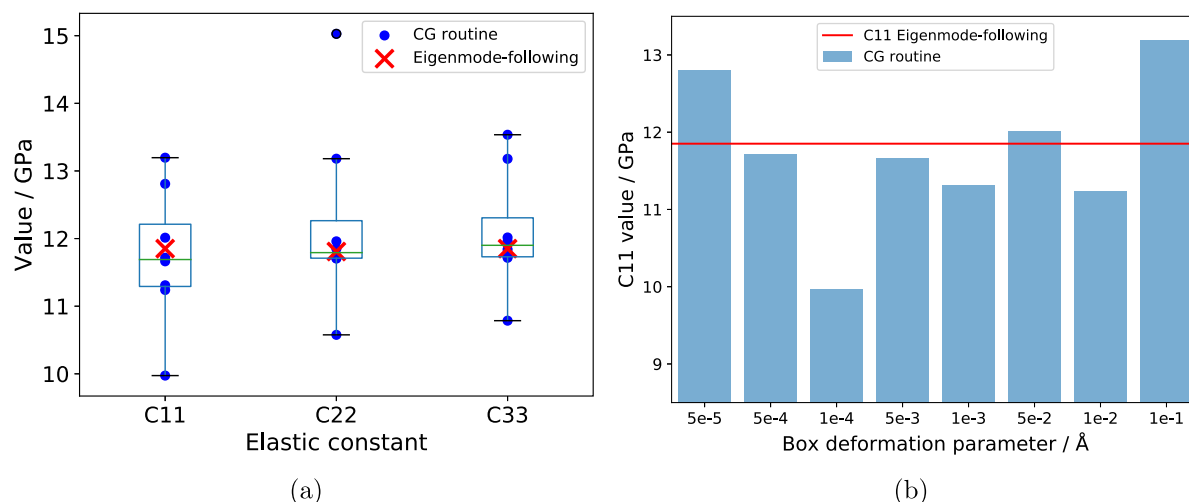 15
14
13
12
11
10
Value / GPa
CG routine
Eigenmode-following
C11 C22 C33
Elastic constant
(a)
13
12
11
10
9
C11 value / GPa
C11 Eigenmode-following
CG routine
5e-5 5e-4 1e-4 5e-3 1e-3 5e-2 1e-2 1e-1
Box deformation parameter / Å
(b)